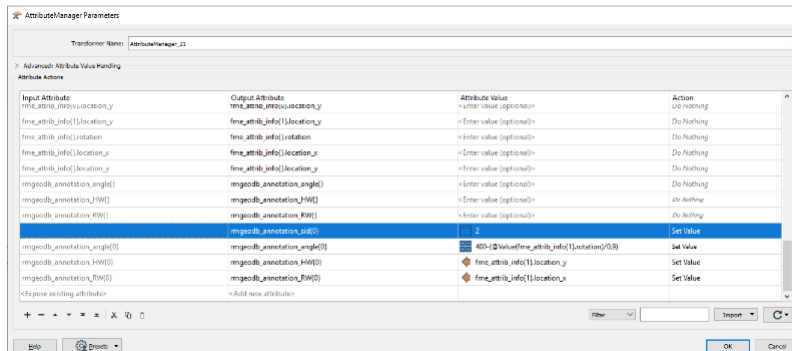 AttributeManager Parameters
Transformer Name: AttributeManager_21
> Advanced: Attribute Value Handling
Attribute Actions
Input Attribute Output Attribute Attribute Value Action
fme_attrib_info{0}.location_y fme_attrib_info{0}.location_y <Enter value (optional)> Do Nothing
fme_attrib_info{1}.location_y fme_attrib_info{1}.location_y <Enter value (optional)> Do Nothing
fme_attrib_info{}.rotation fme_attrib_info{}.rotation <Enter value (optional)> Do Nothing
fme_attrib_info{}.location_x fme_attrib_info{}.location_x <Enter value (optional)> Do Nothing
fme_attrib_info{}.location_y fme_attrib_info{}.location_y <Enter value (optional)> Do Nothing
rmgeodb_annotation_angle{} rmgeodb_annotation_angle{} <Enter value (optional)> Do Nothing
rmgeodb_annotation_HW{} rmgeodb_annotation_HW{} <Enter value (optional)> Do Nothing
rmgeodb_annotation_RW{} rmgeodb_annotation_RW{} <Enter value (optional)> Do Nothing
rmgeodb_annotation_sid{0} 2 Set Value
rmgeodb_annotation_angle{0} rmgeodb_annotation_angle{0} 400-(@Value(fme_attrib_info{1}.rotation)/0.9) Set Value
rmgeodb_annotation_HW{0} rmgeodb_annotation_HW{0} fme_attrib_info{1}.location_y Set Value
rmgeodb_annotation_RW{0} rmgeodb_annotation_RW{0} fme_attrib_info{1}.location_x Set Value
<Expose existing attribute> <Add new attribute>
Filter Import
Help Presets OK Cancel